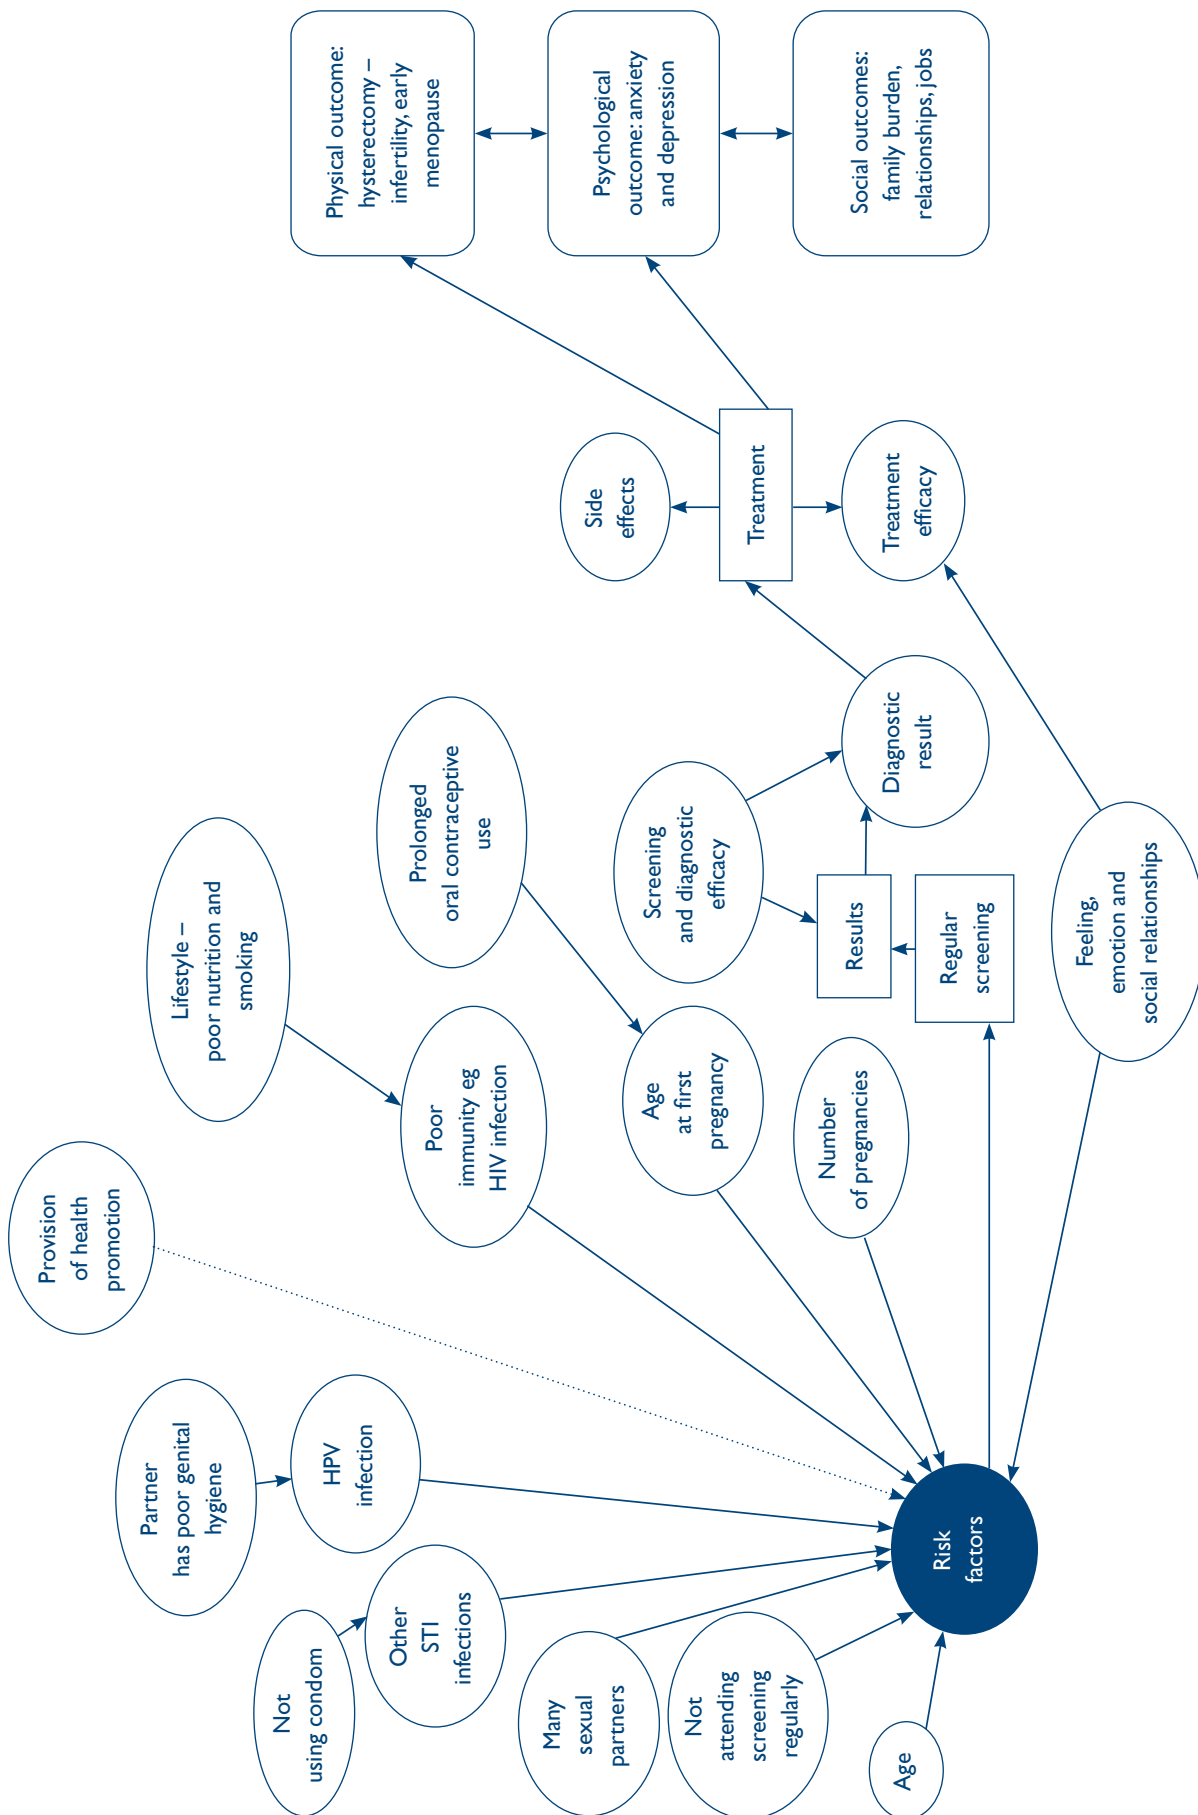 Not
using condom
Partner
has poor genital
hygiene
Provision
of health
promotion
Lifestyle –
poor nutrition and
smoking
Prolonged
oral contraceptive
use
Other
STI
infections
HPV
infection
Poor
immunity eg
HIV infection
Many
sexual
partners
Not
attending
screening
regularly
Age
Risk
factors
Age
at first
pregnancy
Number
of pregnancies
Screening
and diagnostic
efficacy
Results
Regular
screening
Diagnostic
result
Feeling,
emotion and
social relationships
Side
effects
Treatment
Treatment
efficacy
Physical outcome:
hysterectomy –
infertility, early
menopause
Psychological
outcome: anxiety
and depression
Social outcomes:
family burden,
relationships, jobs